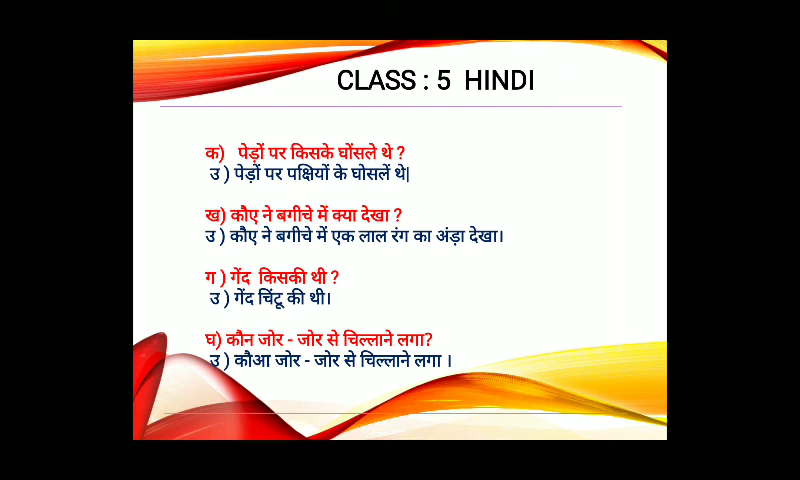 CLASS : 5 HINDI
क) पेड़ों पर किसके घोंसले थे ?
उ ) पेड़ों पर पक्षियों के घोसलें थे|
ख) कौए ने बगीचे में क्या देखा ?
उ ) कौए ने बगीचे में एक लाल रंग का अंड़ा देखा।
ग ) गेंद किसकी थी ?
उ ) गेंद चिंटू की थी।
घ) कौन जोर - जोर से चिल्लाने लगा?
उ ) कौआ जोर - जोर से चिल्लाने लगा ।